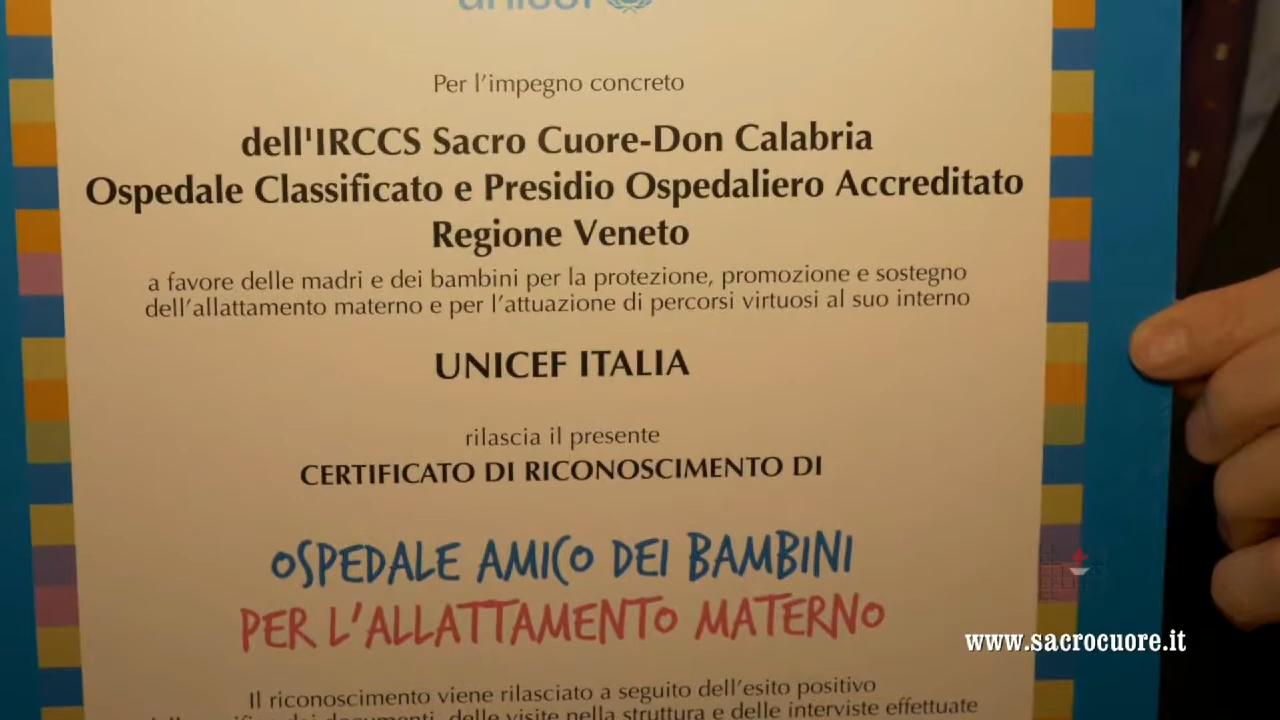 unicef
Per l'impegno concreto
dell'IRCCS Sacro Cuore-Don Calabria
Ospedale Classificato e Presidio Ospedaliero Accreditato
Regione Veneto
a favore delle madri e dei bambini per la protezione, promozione e sostegno
dell'allattamento materno e per l'attuazione di percorsi virtuosi al suo interno
UNICEF ITALIA
rilascia il presente
CERTIFICATO DI RICONOSCIMENTO DI
OSPEDALE AMICO DEI BAMBINI
PER L'ALLATTAMENTO MATERNO
www.sacrocuore.it
Il riconoscimento viene rilasciato a seguito dell'esito positivo
dei documenti, delle visite nella struttura e delle interviste effettuate